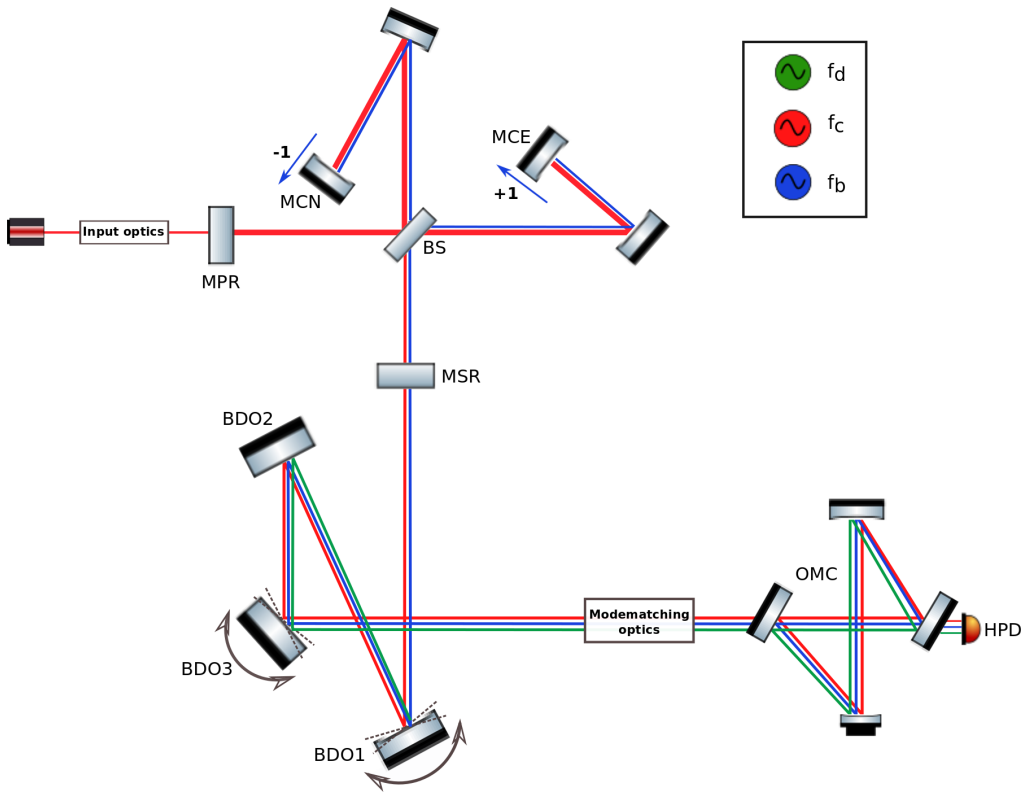 MCE
fd
fc
fb
-1
+1
MCN
Input optics
BS
MPR
MSR
BDO2
OMC
Modematching
optics
HPD
BDO3
BDO1